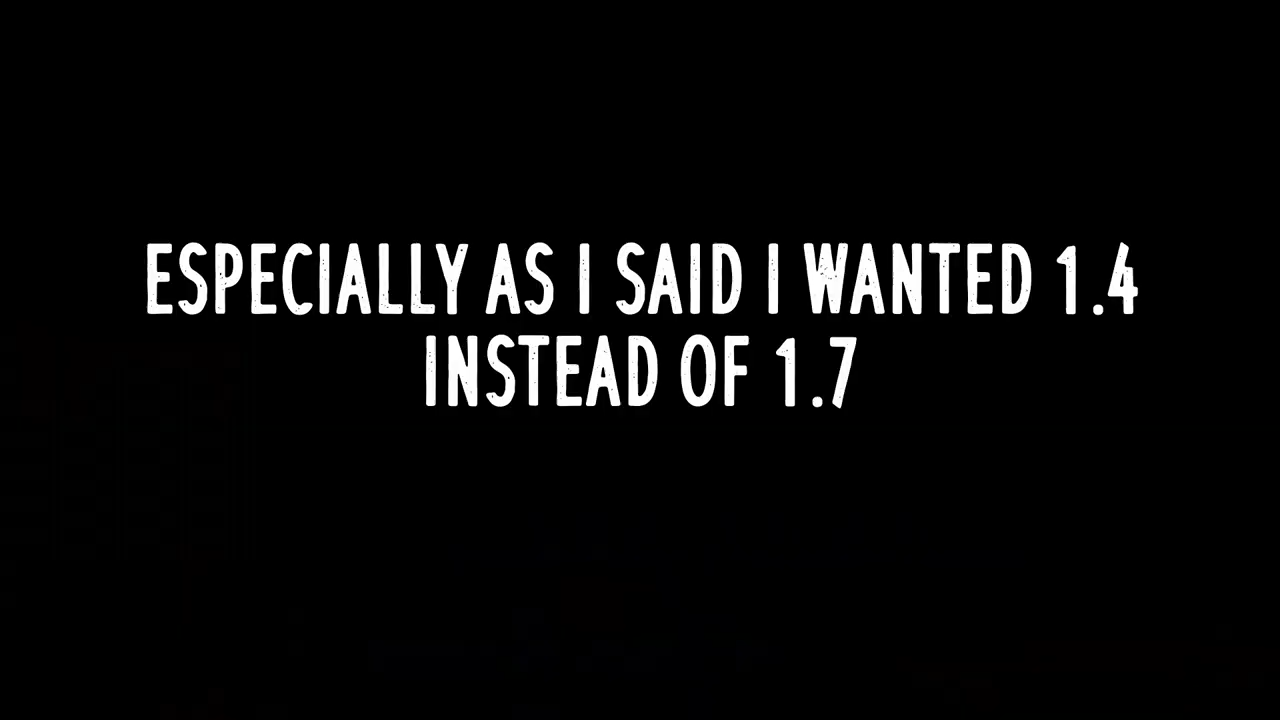 ESPECIALLY AS I SAID I WANTED 1.4
INSTEAD OF 1.7